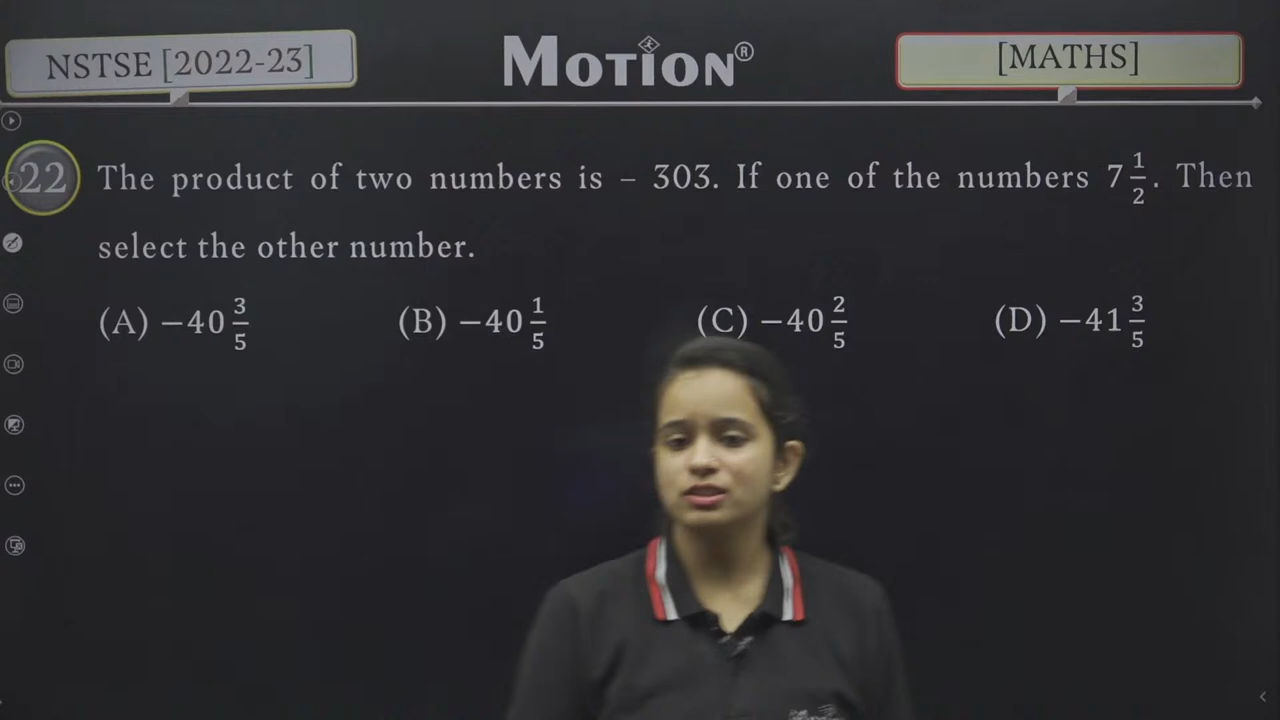 NSTSE [2022-23]
MOTION®
[MATHS]
22
The product of two numbers is – 303. If one of the numbers 7 1/2. Then
select the other number.
(A) −40 3/5 (B) −40 1/5 (C) −40 2/5 (D) −41 3/5